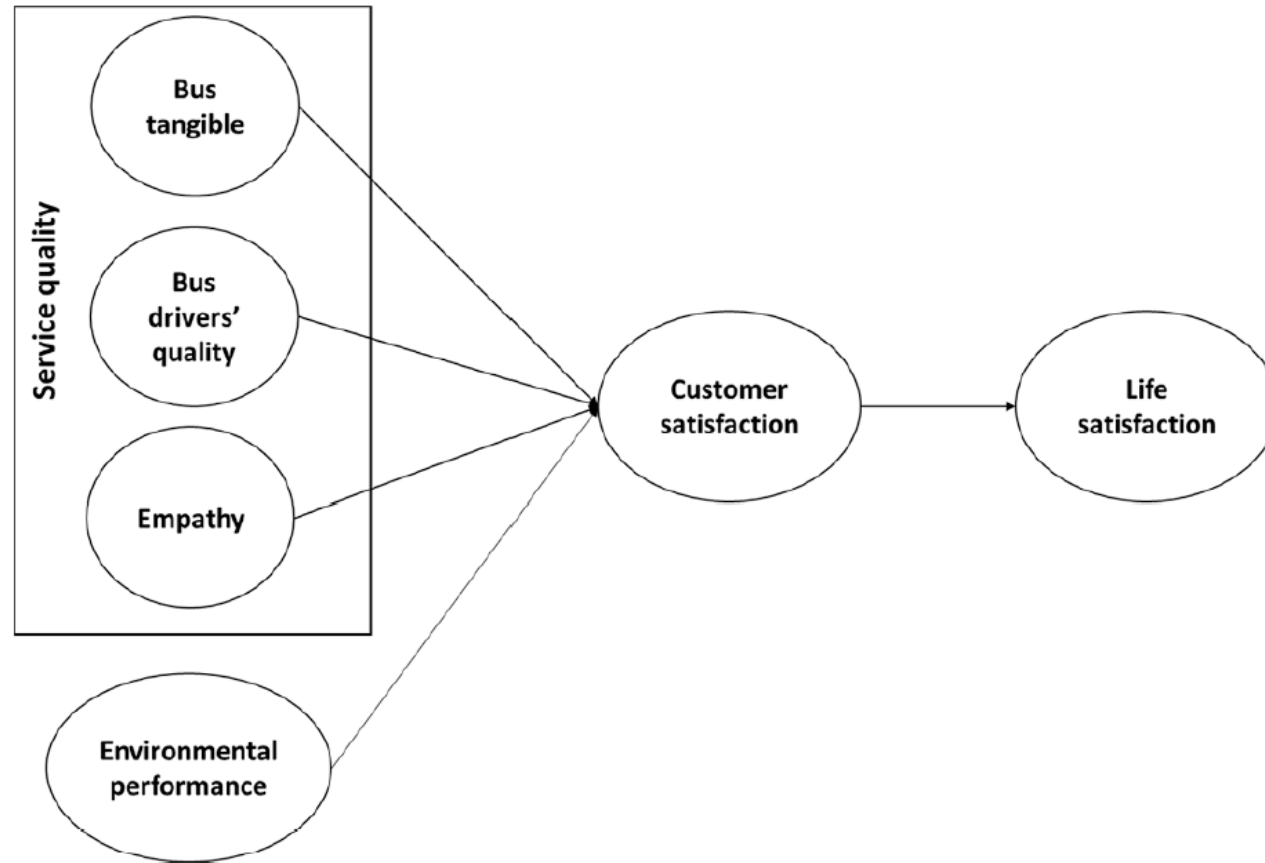 Service quality
Bus
tangible
Bus
drivers’
quality
Empathy
Environmental
performance
Customer
satisfaction
Life
satisfaction